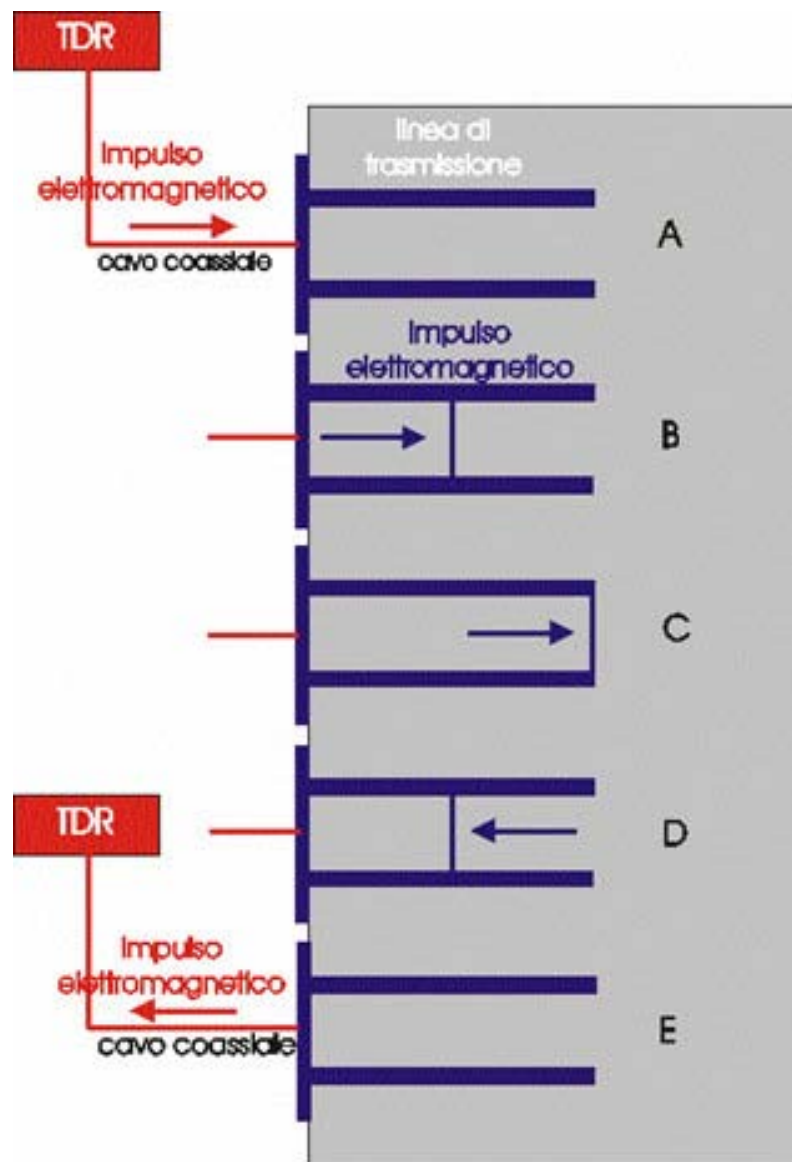 TDR
linea di
trasmissione
Impulso
elettromagnetico
cavo coassiale
A
Impulso
elettromagnetico
B
C
D
TDR
Impulso
elettromagnetico
cavo coassiale
E